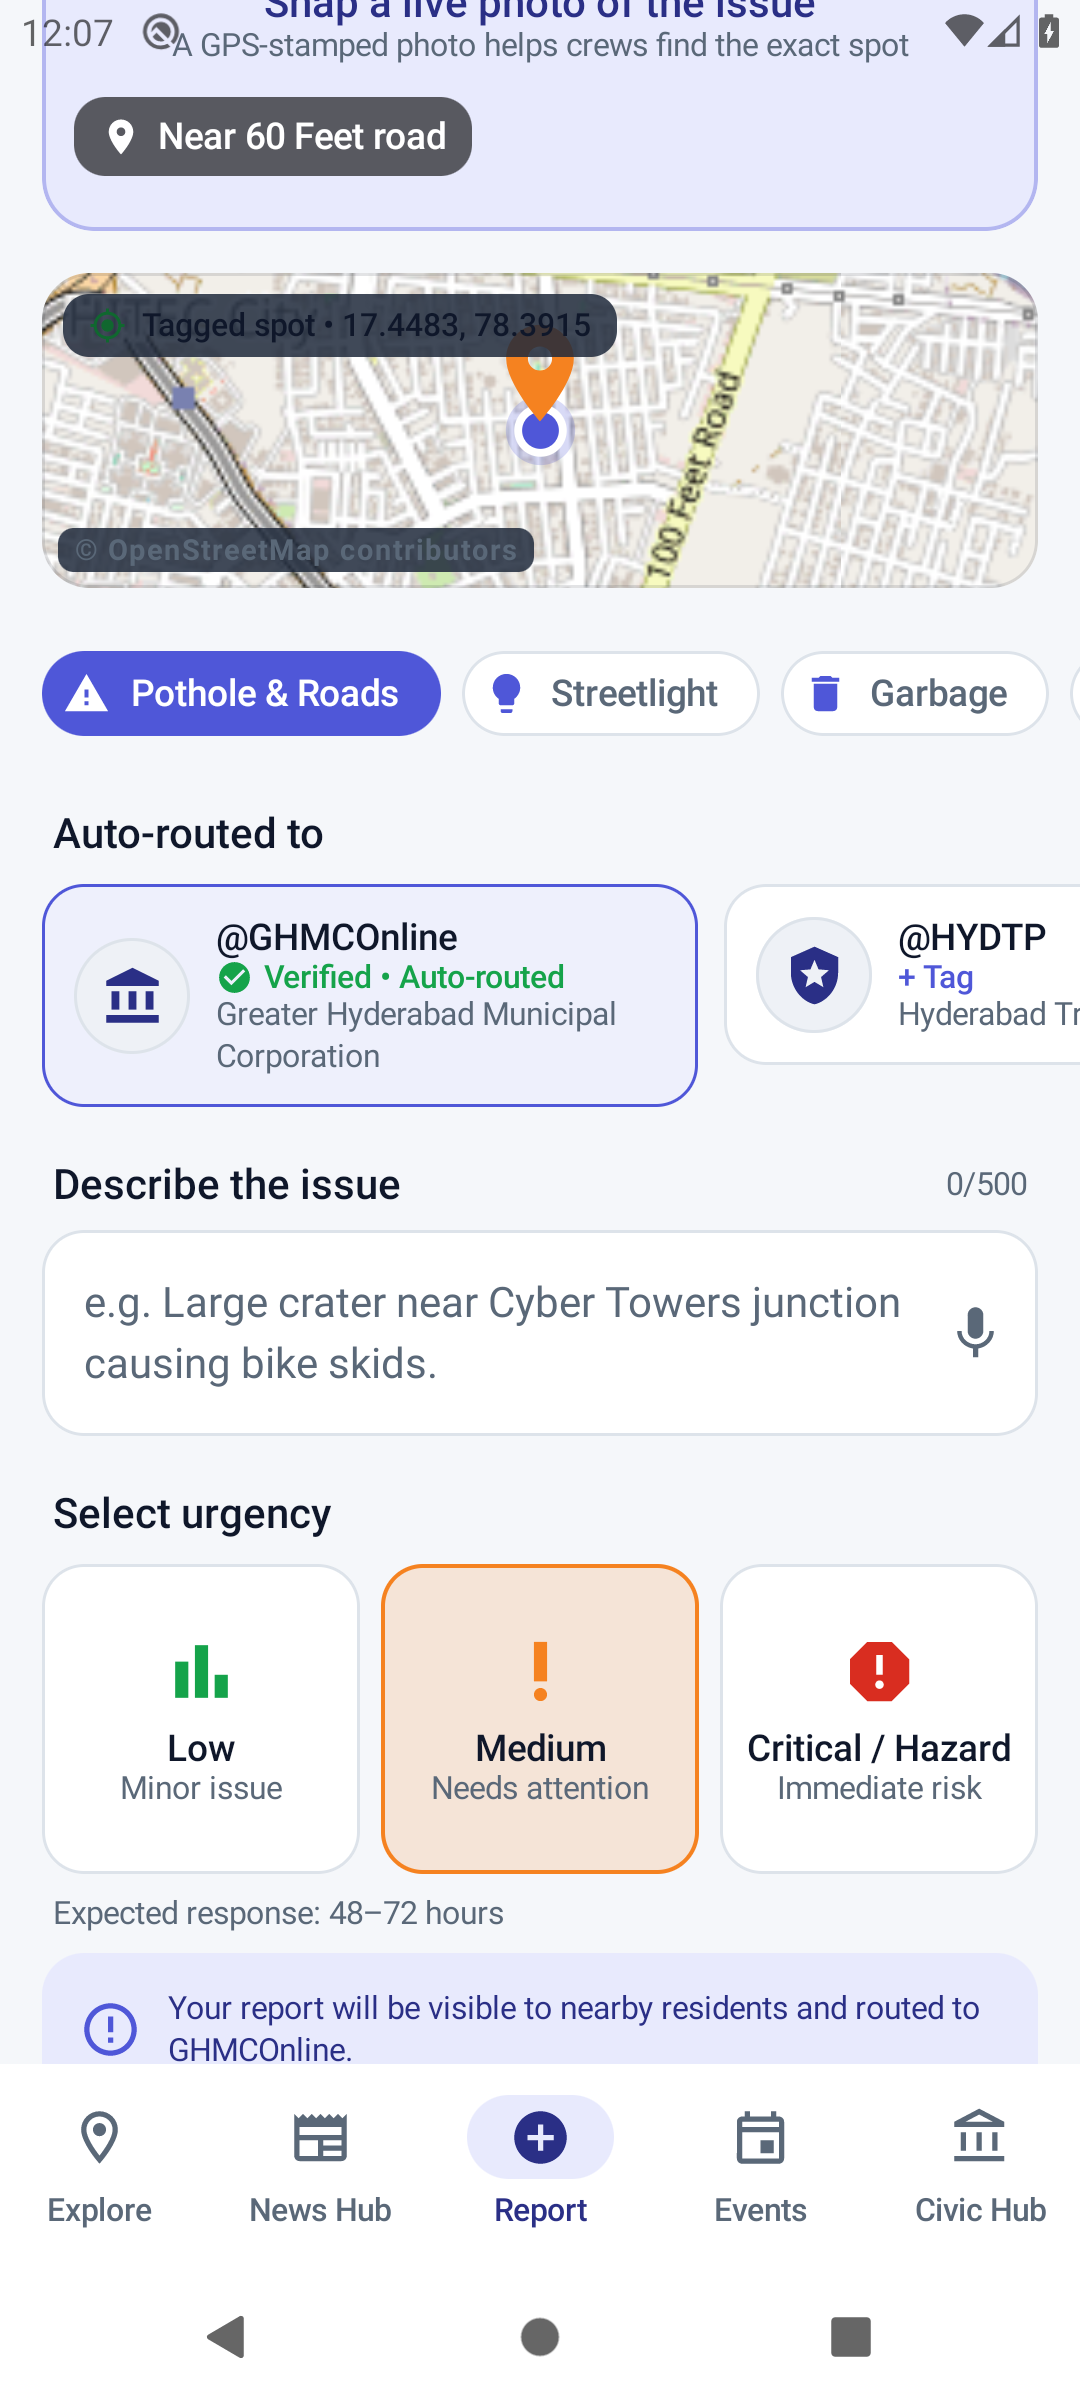 Snap a live photo of the issue
12:07
A GPS-stamped photo helps crews find the exact spot
Near 60 Feet road
Tagged spot • 17.4483, 78.3915
100 Feet Road
© OpenStreetMap contributors
Pothole & Roads
Streetlight
Garbage
Auto-routed to
@GHMCOnline
Verified • Auto-routed
Greater Hyderabad Municipal
Corporation
@HYDTP
+ Tag
Hyderabad Tr
Describe the issue
0/500
e.g. Large crater near Cyber Towers junction
causing bike skids.
Select urgency
Low
Minor issue
Medium
Needs attention
Critical / Hazard
Immediate risk
Expected response: 48–72 hours
Your report will be visible to nearby residents and routed to
GHMCOnline.
Explore
News Hub
Report
Events
Civic Hub